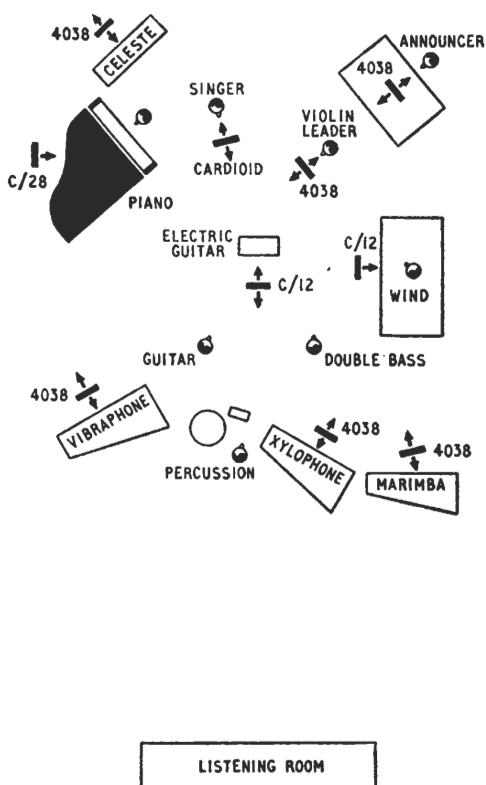 4038
CELESTE
ANNOUNCER
4038
SINGER
VIOLIN
LEADER
4038
CARDIOID
C/28
PIANO
ELECTRIC
GUITAR
C/12
C/12
WIND
GUITAR
DOUBLE BASS
4038
VIBRAPHONE
4038
XYLOPHONE
4038
PERCUSSION
MARIMBA
LISTENING ROOM